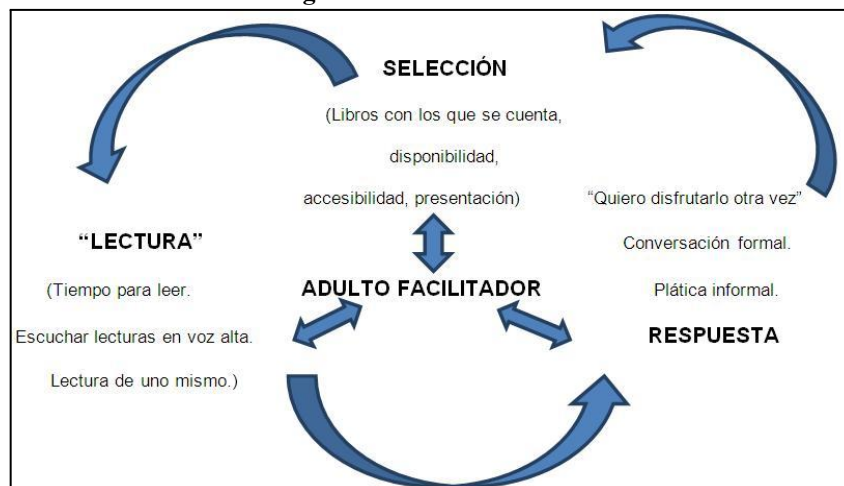 SELECCIÓN
(Libros con los que se cuenta,
disponibilidad,
accesibilidad, presentación)
"LECTURA"
(Tiempo para leer.
Escuchar lecturas en voz alta.
Lectura de uno mismo.)
ADULTO FACILITADOR
“Quiero disfrutarlo otra vez”
Conversación formal.
Plática informal.
RESPUESTA